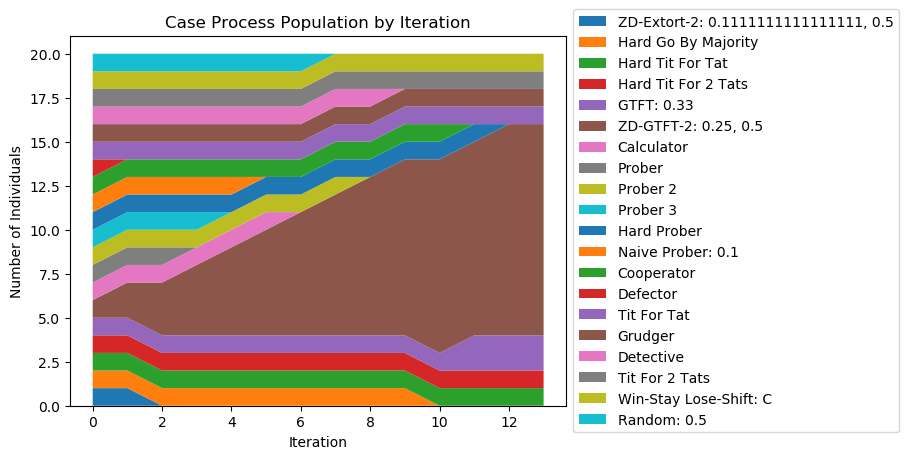 Case Process Population by Iteration
20.0
17.5
15.0
12.5
10.0
7.5
5.0
2.5
0.0
Number of Individuals
0 2 4 6 8 10 12
Iteration
ZD-Extort-2: 0.1111111111111111, 0.5
Hard Go By Majority
Hard Tit For Tat
Hard Tit For 2 Tats
GTFT: 0.33
ZD-GTFT-2: 0.25, 0.5
Calculator
Prober
Prober 2
Prober 3
Hard Prober
Naive Prober: 0.1
Cooperator
Defector
Tit For Tat
Grudger
Detective
Tit For 2 Tats
Win-Stay Lose-Shift: C
Random: 0.5